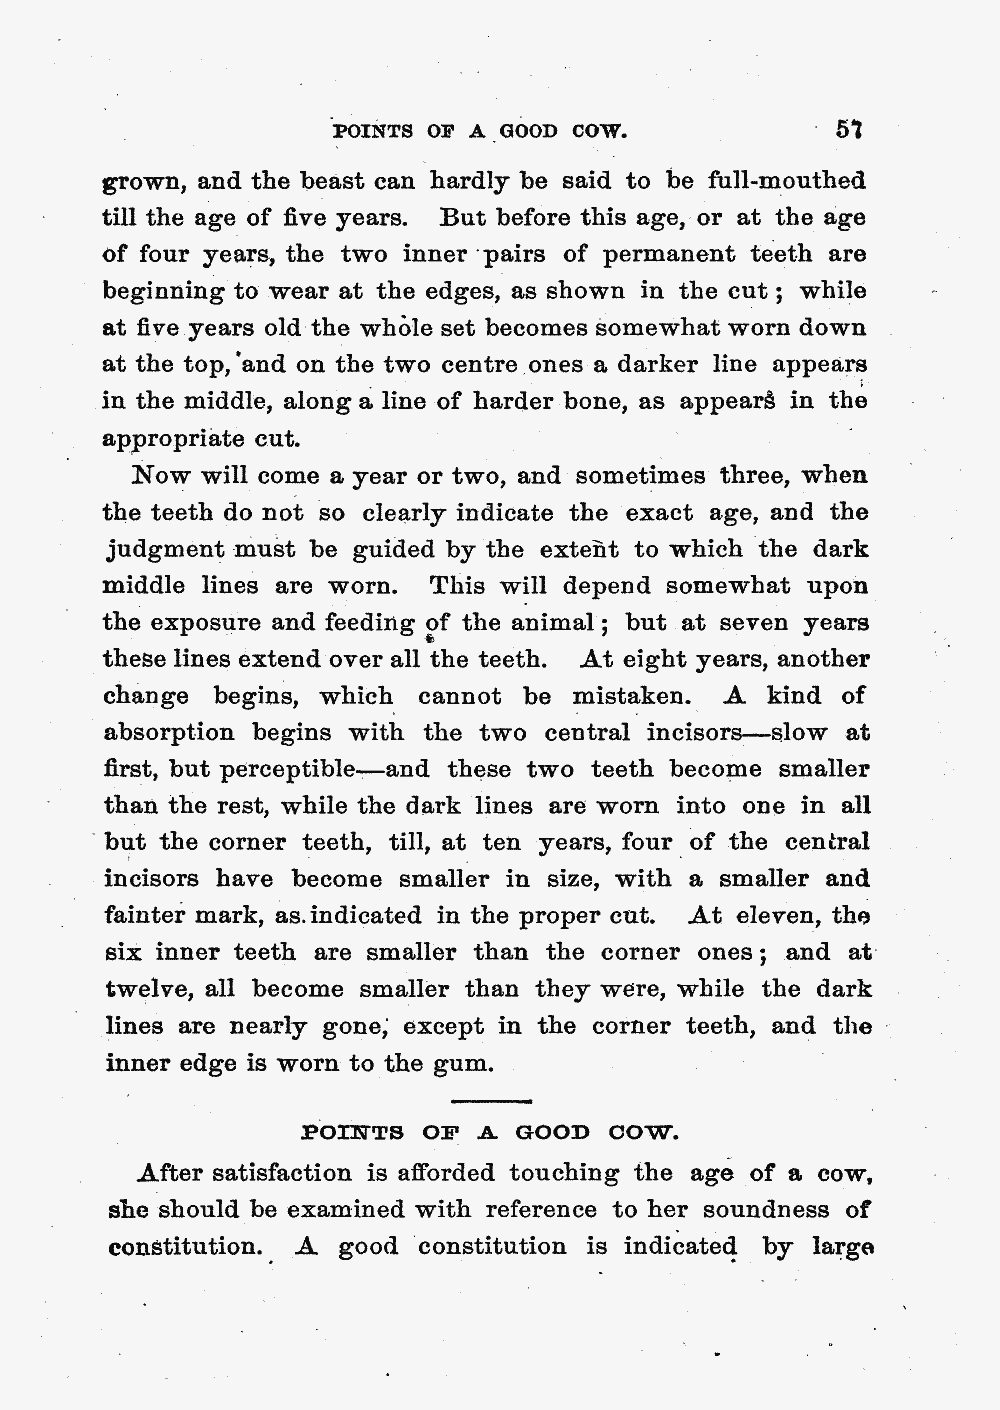 POINTS OF A GOOD COW. 57
grown, and the beast can hardly be said to be full-mouthed
till the age of five years. But before this age, or at the age
of four years, the two inner pairs of permanent teeth are
beginning to wear at the edges, as shown in the cut; while
at five years old the whole set becomes somewhat worn down
at the top, and on the two centre ones a darker line appears
in the middle, along a line of harder bone, as appears in the
appropriate cut.
Now will come a year or two, and sometimes three, when
the teeth do not so clearly indicate the exact age, and the
judgment must be guided by the extent to which the dark
middle lines are worn. This will depend somewhat upon
the exposure and feeding of the animal; but at seven years
these lines extend over all the teeth. At eight years, another
change begins, which cannot be mistaken. A kind of
absorption begins with the two central incisors—slow at
first, but perceptible—and these two teeth become smaller
than the rest, while the dark lines are worn into one in all
but the corner teeth, till, at ten years, four of the central
incisors have become smaller in size, with a smaller and
fainter mark, as indicated in the proper cut. At eleven, the
six inner teeth are smaller than the corner ones; and at
twelve, all become smaller than they were, while the dark
lines are nearly gone, except in the corner teeth, and the
inner edge is worn to the gum.
POINTS OF A GOOD COW.
After satisfaction is afforded touching the age of a cow,
she should be examined with reference to her soundness of
constitution. A good constitution is indicated by large